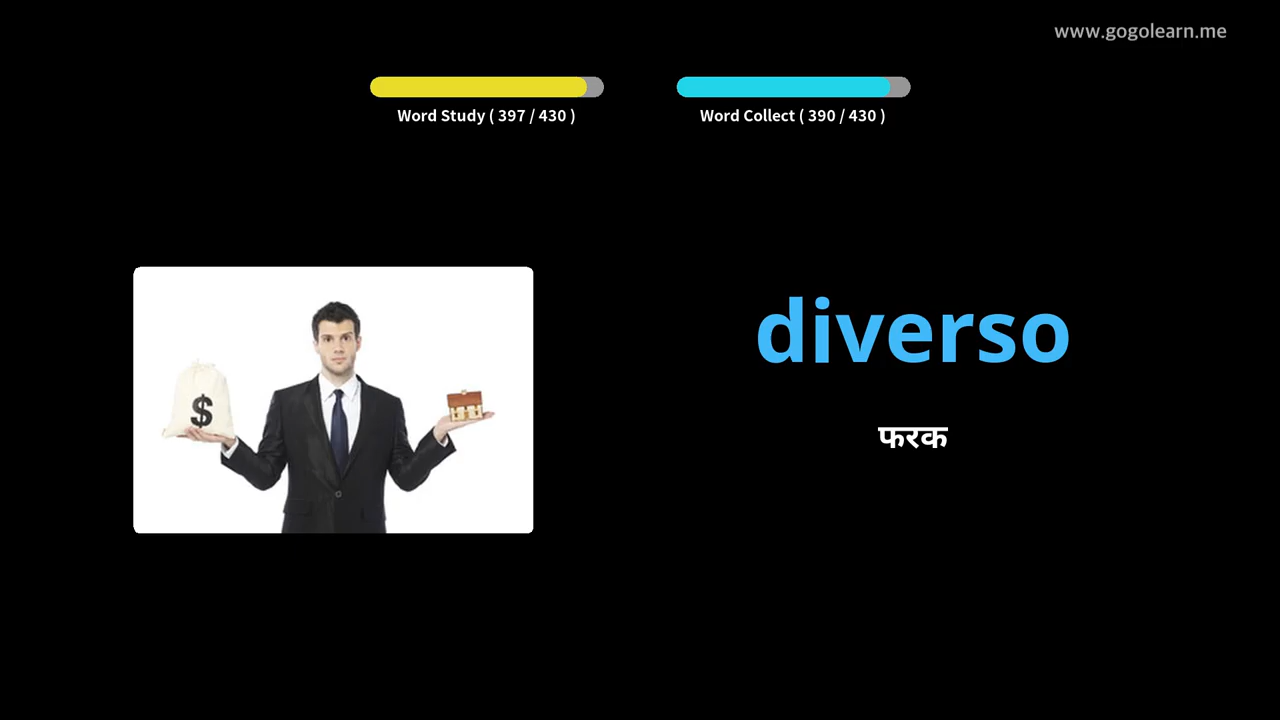 www.gogolearn.me
Word Study ( 397 / 430 )
Word Collect ( 390 / 430 )
$
diverso
फरक